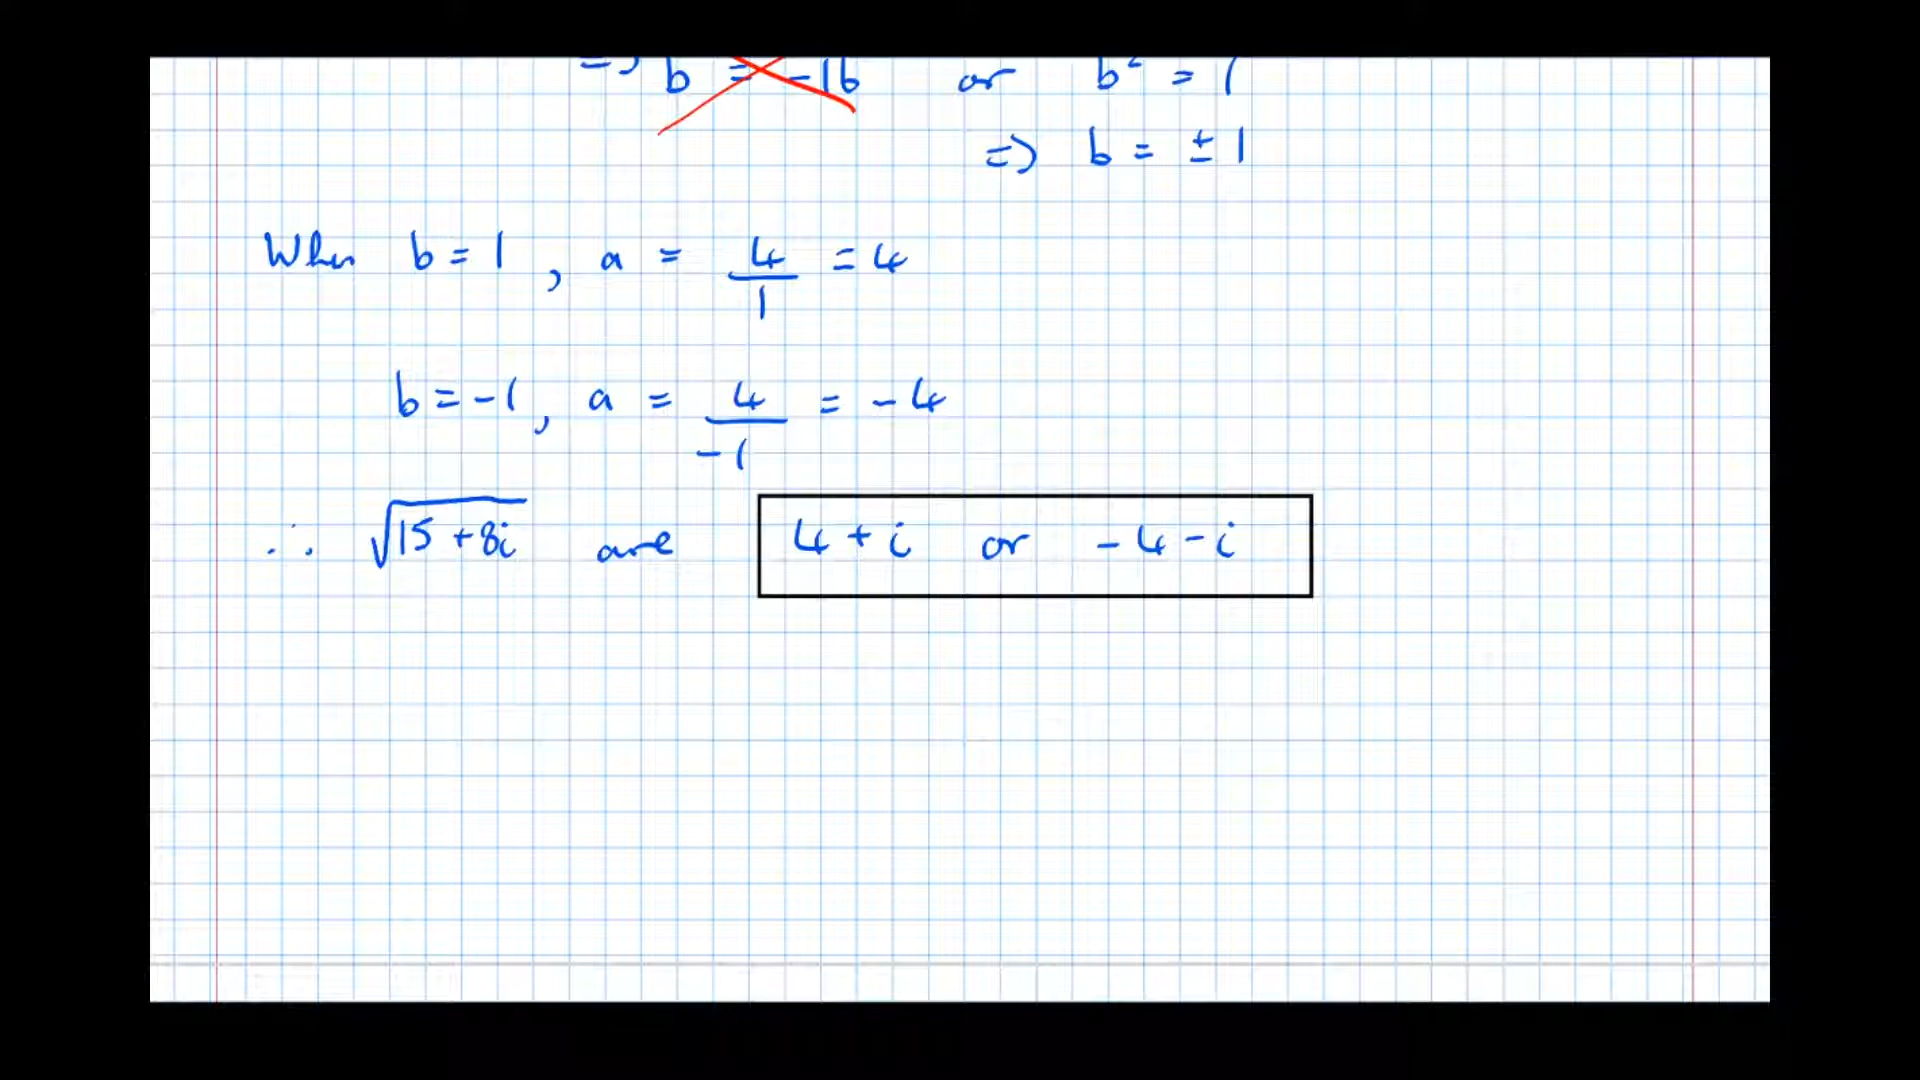 => b = -16 or b² = 1
=> b = ± 1
When b = 1, a = 4/1 = 4
b = -1, a = 4/-1 = -4
∴ √(15 + 8i) are 4 + i or -4 - i